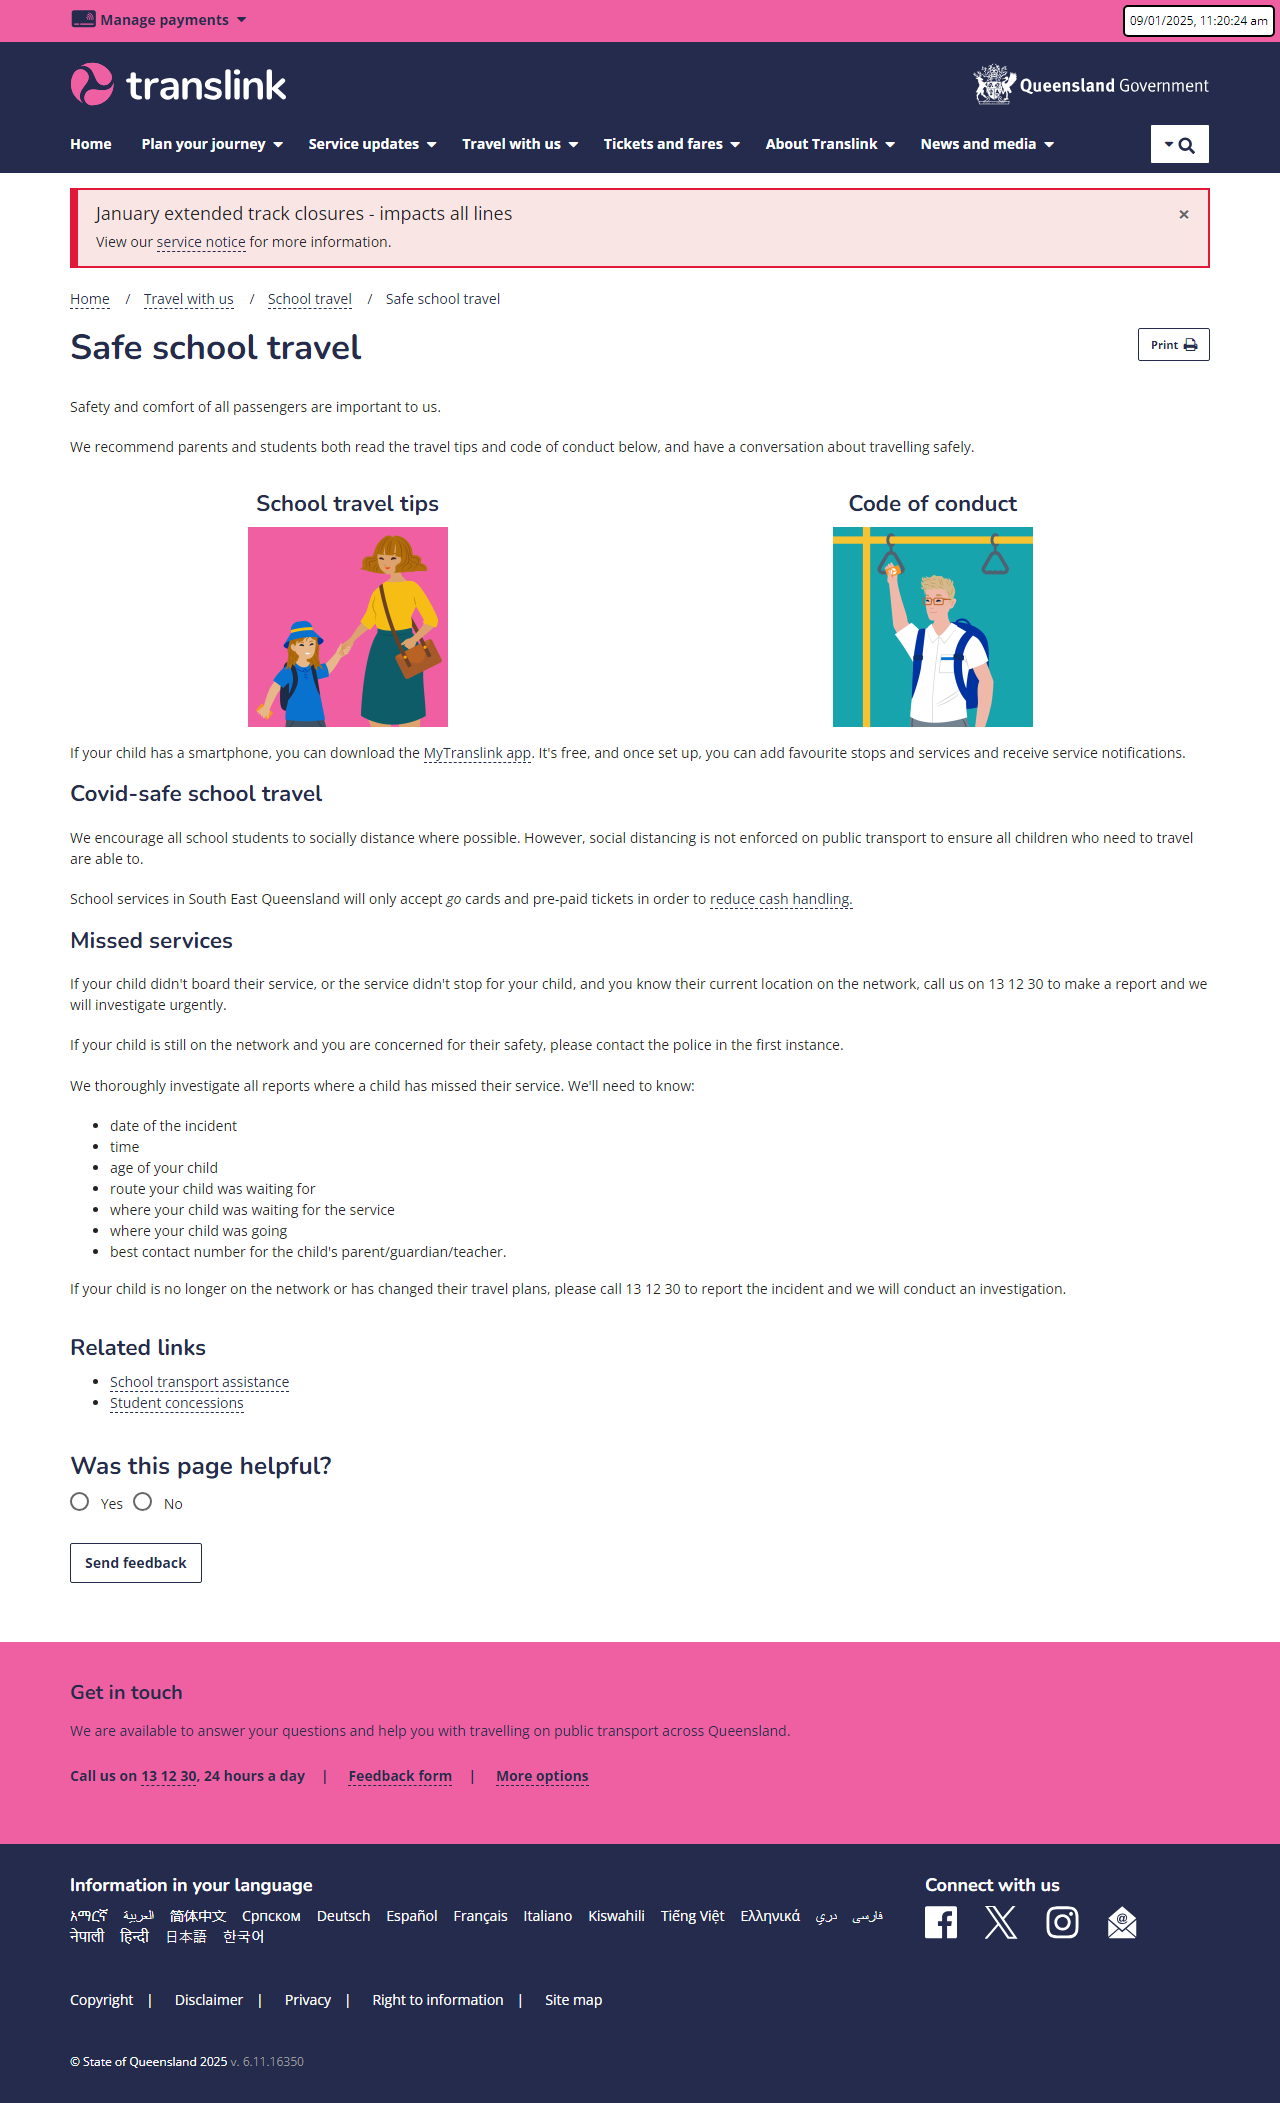 Manage payments
09/01/2025, 11:20:24 am
translink
Queensland Government
Home Plan your journey Service updates Travel with us Tickets and fares About Translink News and media
January extended track closures - impacts all lines ×
View our service notice for more information.
Home / Travel with us / School travel / Safe school travel
Safe school travel
Print
Safety and comfort of all passengers are important to us.
We recommend parents and students both read the travel tips and code of conduct below, and have a conversation about travelling safely.
School travel tips
Code of conduct
If your child has a smartphone, you can download the MyTranslink app. It's free, and once set up, you can add favourite stops and services and receive service notifications.
Covid-safe school travel
We encourage all school students to socially distance where possible. However, social distancing is not enforced on public transport to ensure all children who need to travel
are able to.
School services in South East Queensland will only accept go cards and pre-paid tickets in order to reduce cash handling.
Missed services
If your child didn't board their service, or the service didn't stop for your child, and you know their current location on the network, call us on 13 12 30 to make a report and we
will investigate urgently.
If your child is still on the network and you are concerned for their safety, please contact the police in the first instance.
We thoroughly investigate all reports where a child has missed their service. We'll need to know:
• date of the incident
• time
• age of your child
• route your child was waiting for
• where your child was waiting for the service
• where your child was going
• best contact number for the child's parent/guardian/teacher.
If your child is no longer on the network or has changed their travel plans, please call 13 12 30 to report the incident and we will conduct an investigation.
Related links
• School transport assistance
• Student concessions
Was this page helpful?
Yes No
Send feedback
Get in touch
We are available to answer your questions and help you with travelling on public transport across Queensland.
Call us on 13 12 30, 24 hours a day | Feedback form | More options
Information in your language
አማርኛ العربية 简体中文 Српском Deutsch Español Français Italiano Kiswahili Tiếng Việt Ελληνικά دري فارسی
नेपाली हिन्दी 日本語 한국어
Connect with us
Copyright | Disclaimer | Privacy | Right to information | Site map
© State of Queensland 2025 v. 6.11.16350